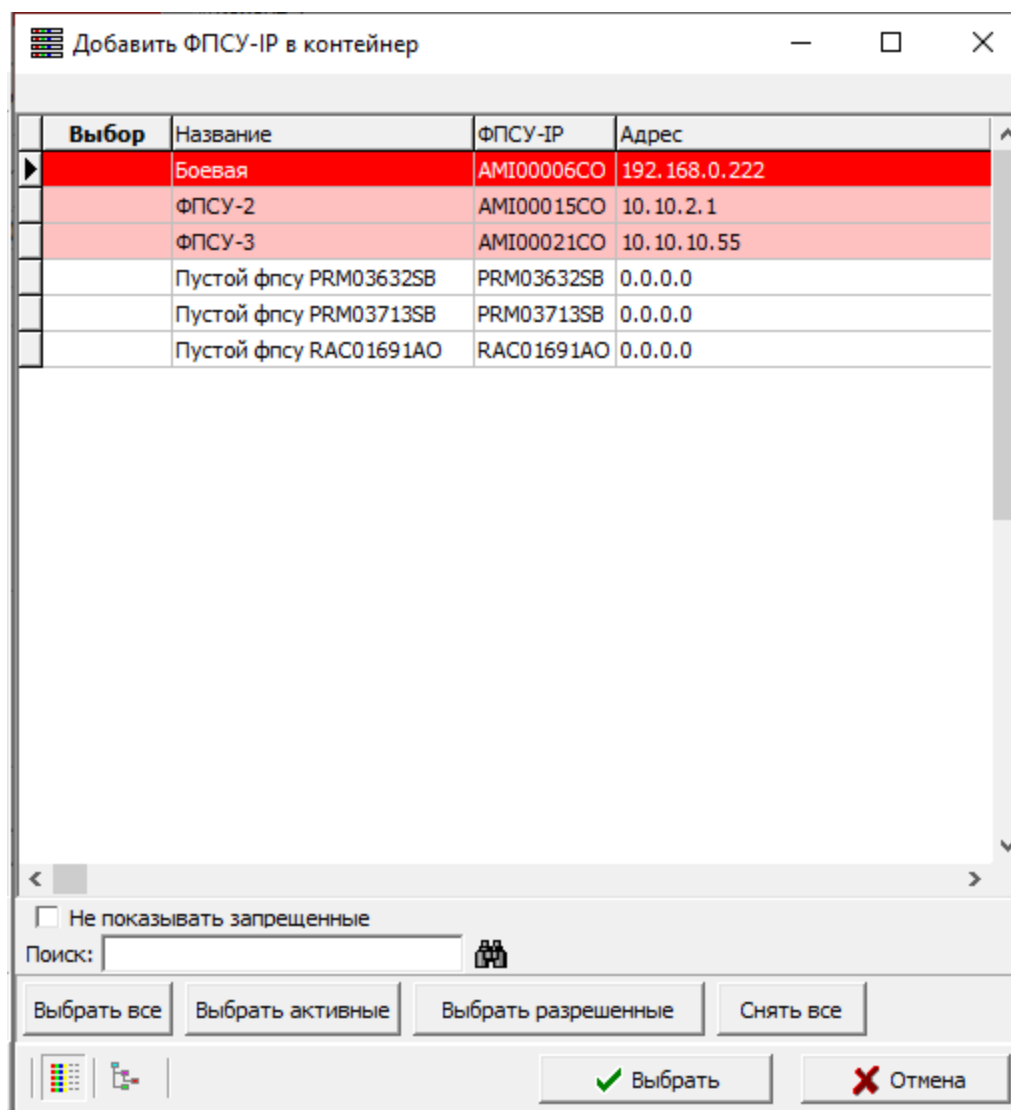 Добавить ФПСУ-IP в контейнер
Выбор Название ФПСУ-IP Адрес
Боевая AMI00006CO 192.168.0.222
ФПСУ-2 AMI00015CO 10.10.2.1
ФПСУ-3 AMI00021CO 10.10.10.55
Пустой фпсу PRM03632SB PRM03632SB 0.0.0.0
Пустой фпсу PRM03713SB PRM03713SB 0.0.0.0
Пустой фпсу RAC01691AO RAC01691AO 0.0.0.0
Не показывать запрещенные
Поиск:
Выбрать все Выбрать активные Выбрать разрешенные Снять все
Выбрать Отмена